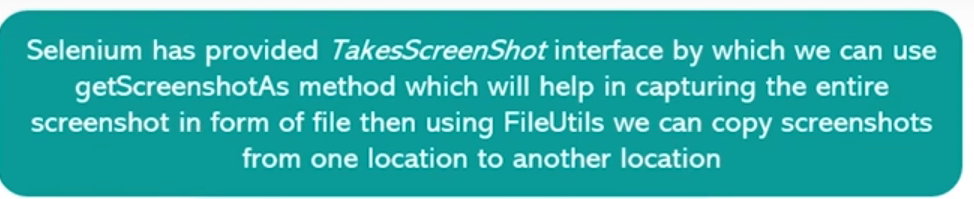 Selenium has provided TakesScreenShot interface by which we can use
getScreenshotAs method which will help in capturing the entire
screenshot in form of file then using FileUtils we can copy screenshots
from one location to another location